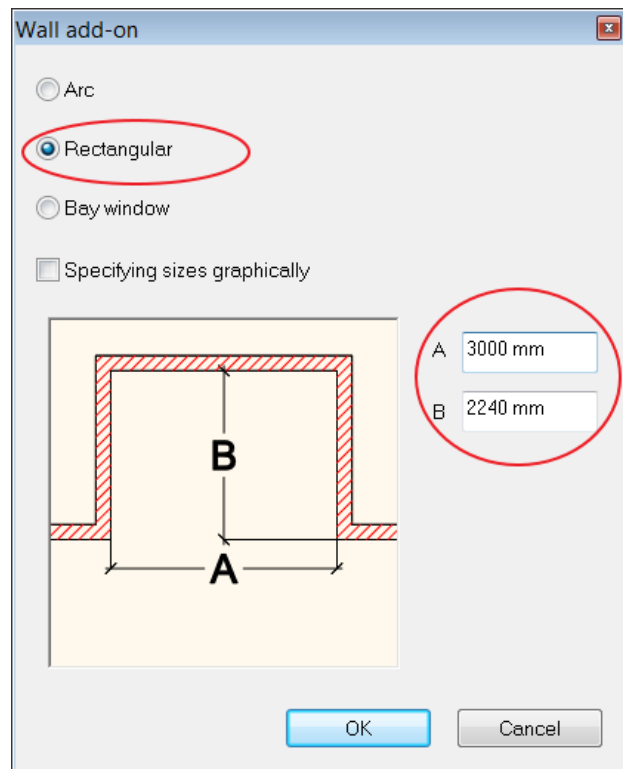 Wall add-on
Arc
Rectangular
Bay window
Specifying sizes graphically
A 3000 mm
B 2240 mm
B
A
OK Cancel